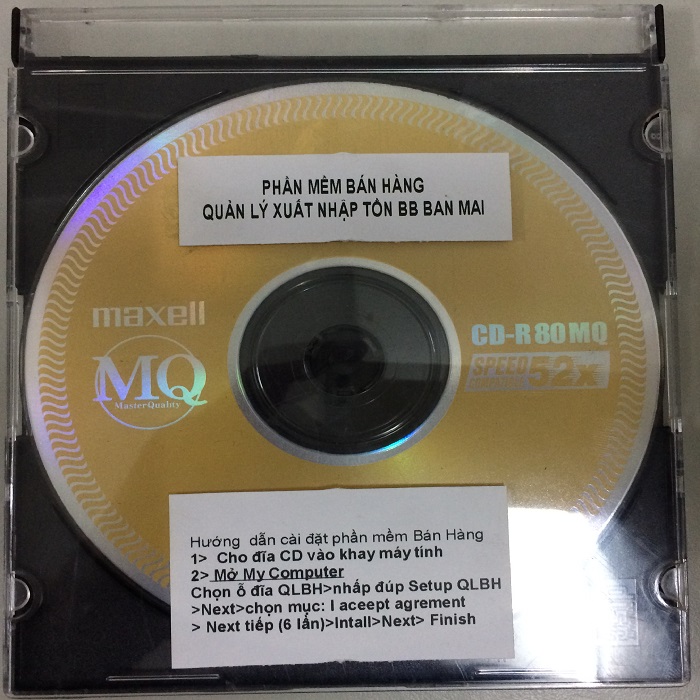 PHẦN MỀM BÁN HÀNG
QUẢN LÝ XUẤT NHẬP TỒN BB BAN MAI
maxell
MQ
MasterQuality
CD-R80MQ
SPEED
52x
Hướng dẫn cài đặt phần mềm Bán Hàng
1> Cho đĩa CD vào khay máy tính
2> Mở My Computer
Chọn ỗ đĩa QLBH>nhấp đúp Setup QLBH
>Next>chọn mục: I aceept agrement
> Next tiếp (6 lần)>Intall>Next> Finish